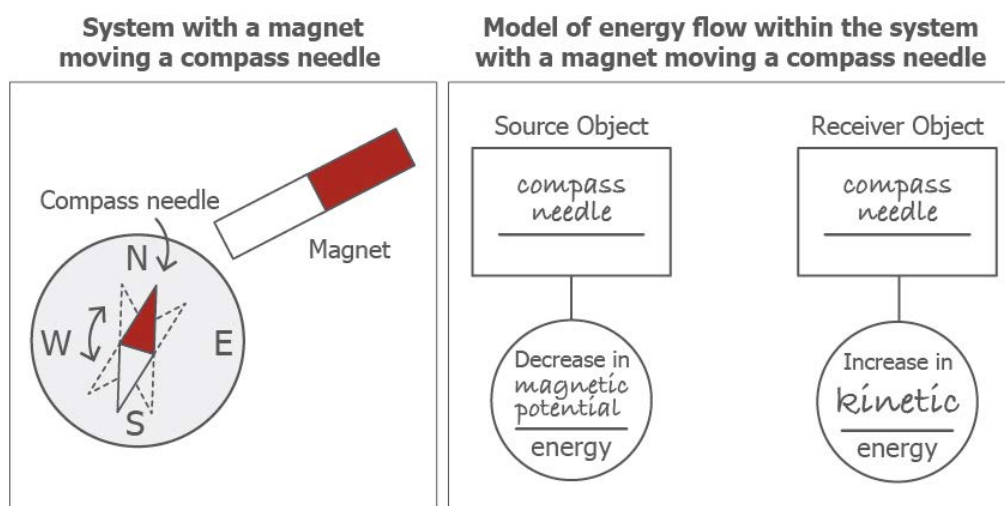 System with a magnet
moving a compass needle
Compass needle
Magnet
N
W
E
S
Model of energy flow within the system
with a magnet moving a compass needle
Source Object
compass
needle
Decrease in
magnetic
potential
energy
Receiver Object
compass
needle
Increase in
kinetic
energy